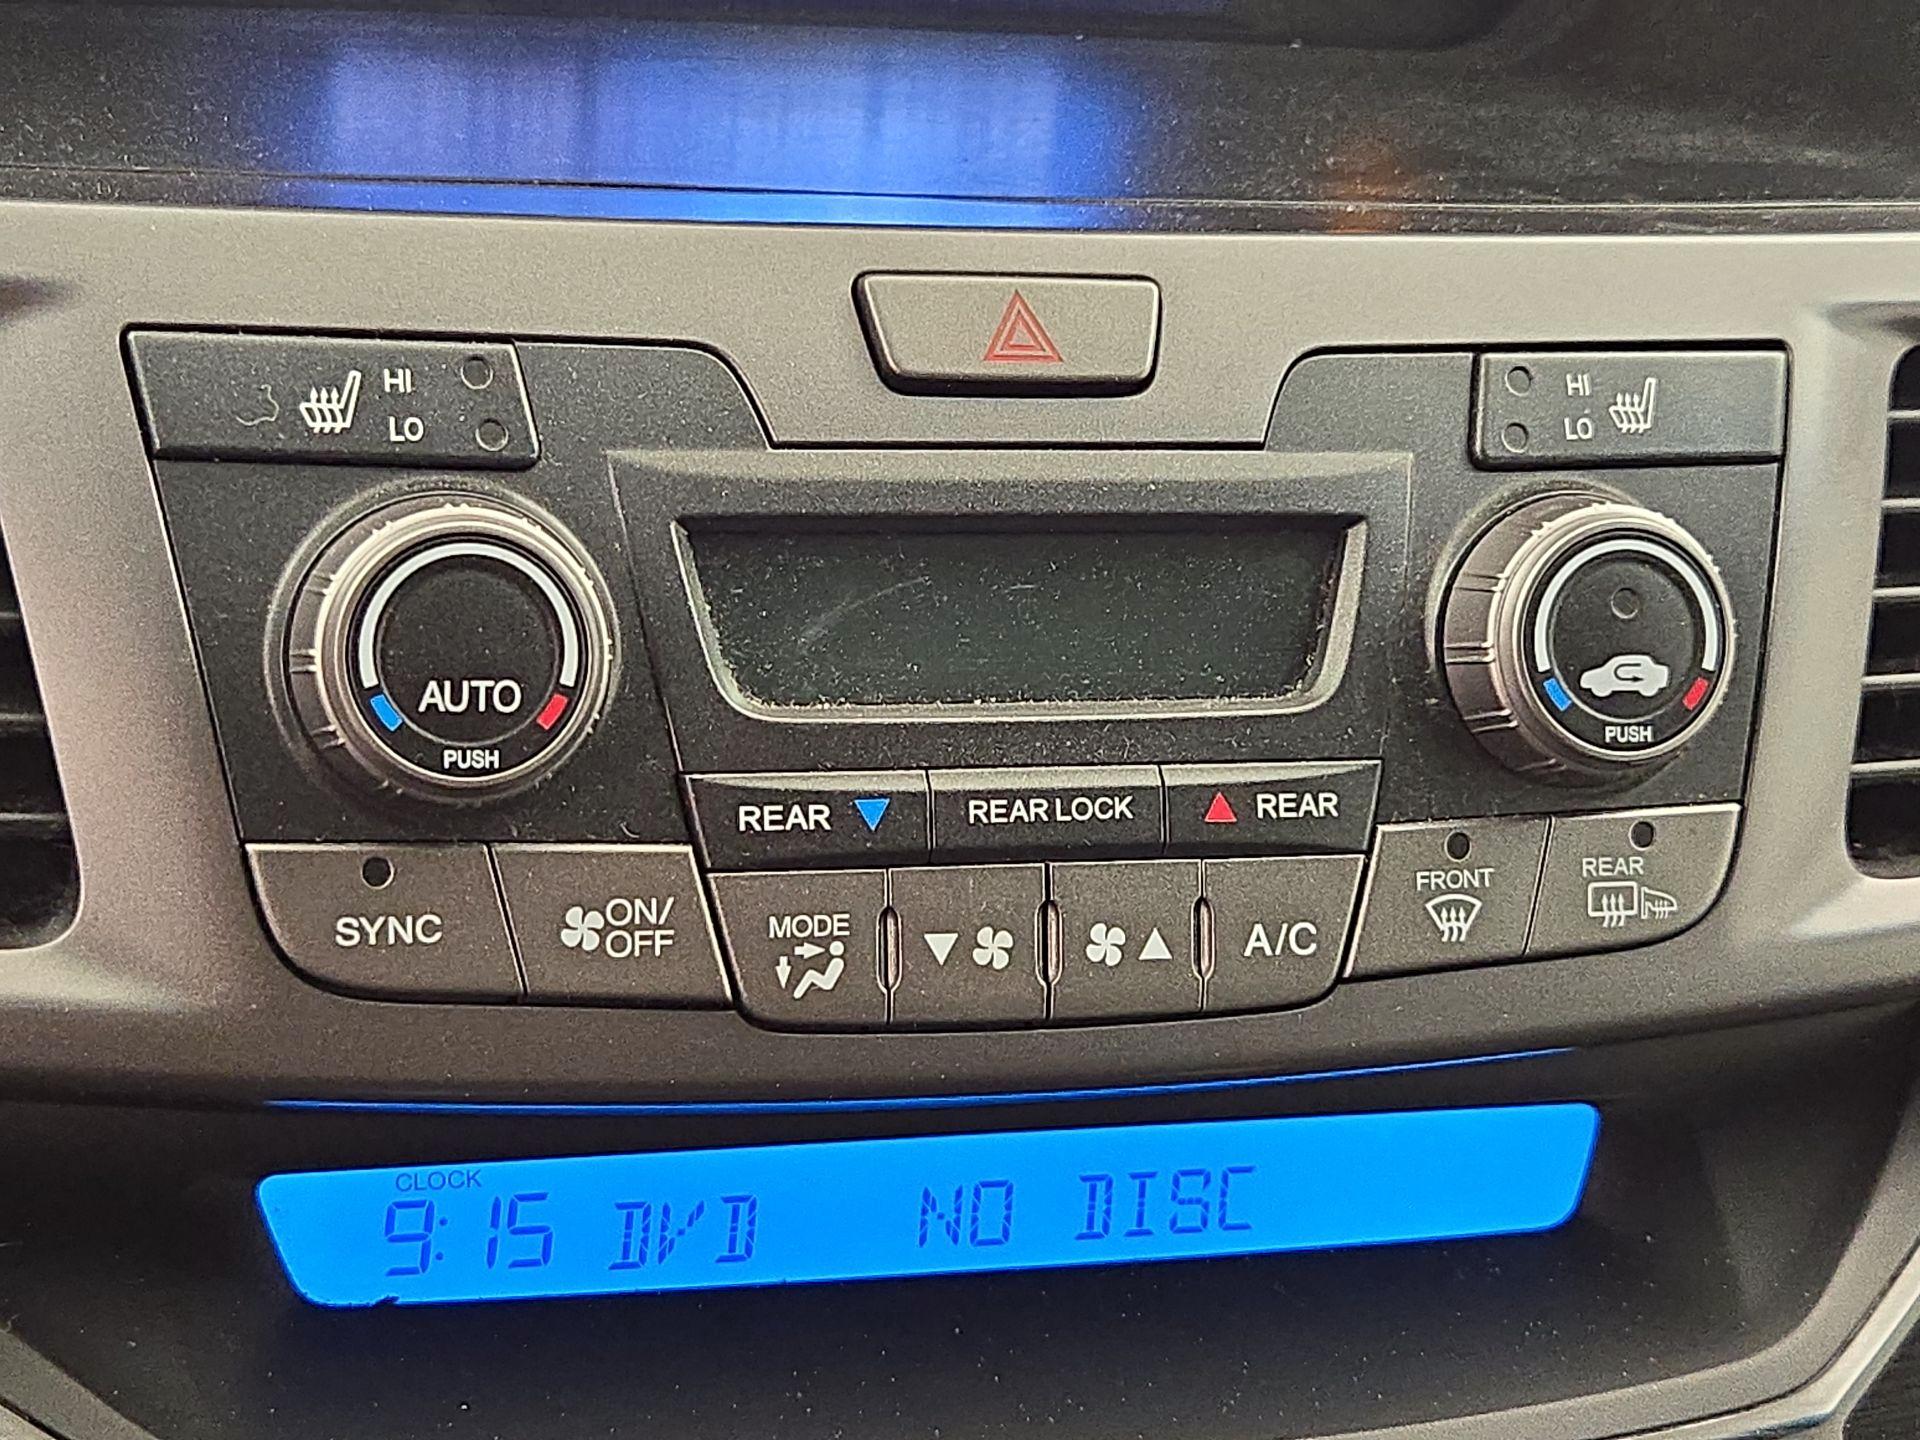 HI
LO
HI
LO
AUTO
PUSH
PUSH
REAR
REAR LOCK
REAR
SYNC
ON/
OFF
MODE
A/C
FRONT
REAR
CLOCK
9:15 DVD NO DISC